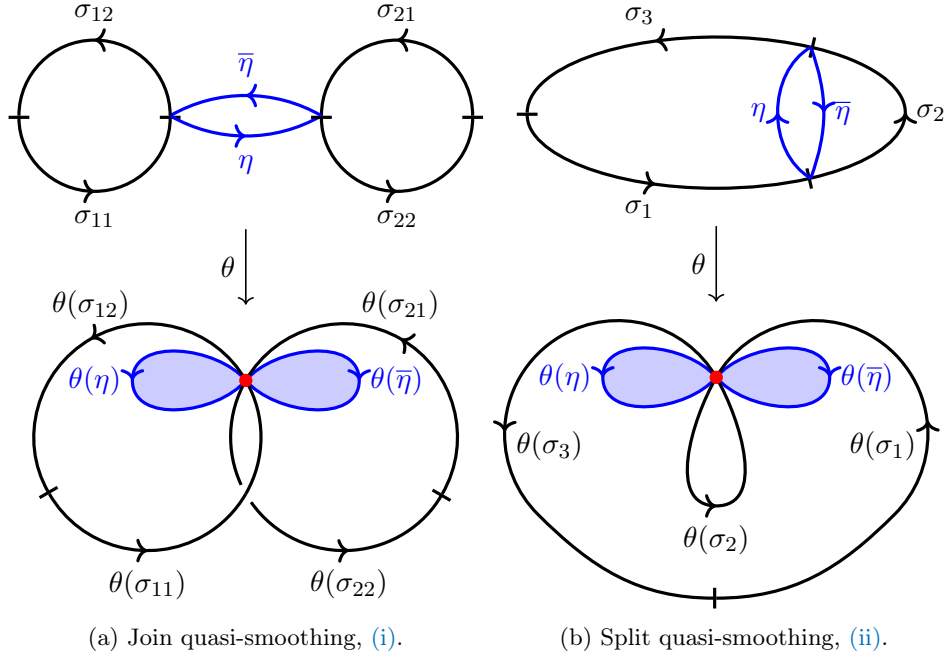 σ₁₂ σ₂₁ σ₃
η̅
η η̅ σ₂
η
σ₁₁ σ₂₂ σ₁
θ θ
θ(σ₁₂) θ(σ₂₁)
θ(η) θ(η̅) θ(η) θ(η̅)
θ(σ₃) θ(σ₁)
θ(σ₂)
θ(σ₁₁) θ(σ₂₂)
(a) Join quasi-smoothing, (i). (b) Split quasi-smoothing, (ii).